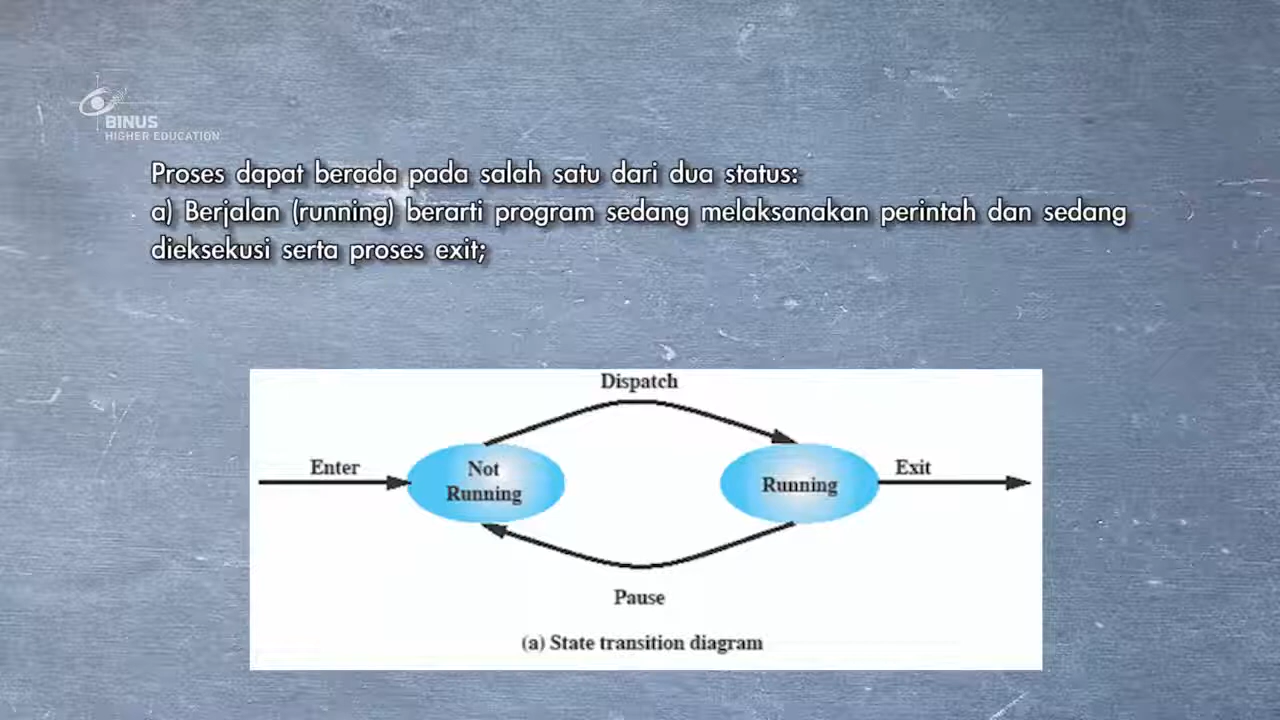 BINUS
HIGHER EDUCATION
Proses dapat berada pada salah satu dari dua status:
a) Berjalan (running) berarti program sedang melaksanakan perintah dan sedang
dieksekusi serta proses exit;
Dispatch
Enter
Not
Running
Running
Exit
Pause
(a) State transition diagram